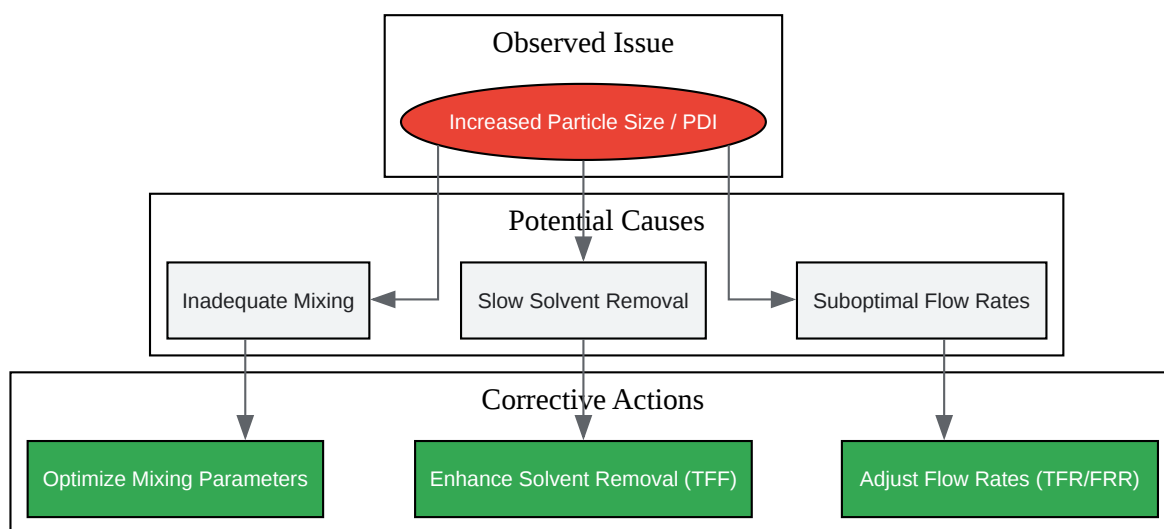 Observed Issue
Increased Particle Size / PDI
Potential Causes
Inadequate Mixing
Slow Solvent Removal
Suboptimal Flow Rates
Corrective Actions
Optimize Mixing Parameters
Enhance Solvent Removal (TFF)
Adjust Flow Rates (TFR/FRR)